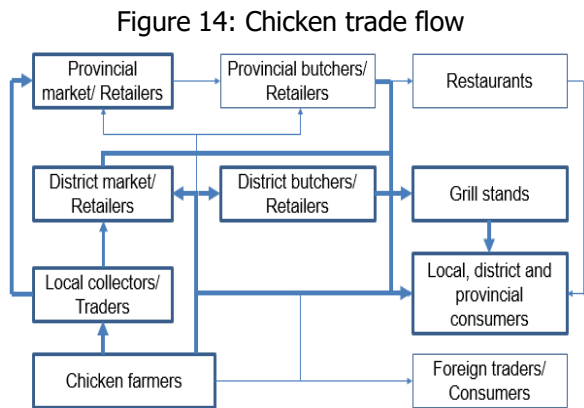 Figure 14: Chicken trade flow
Provincial
market/ Retailers
Provincial butchers/
Retailers
Restaurants
District market/
Retailers
District butchers/
Retailers
Grill stands
Local collectors/
Traders
Local, district and
provincial
consumers
Chicken farmers
Foreign traders/
Consumers